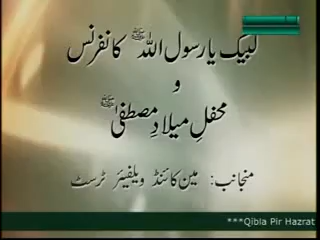 لبیک یا رسول اللہ ﷺ کانفرنس
و
محفلِ میلادِ مصطفیٰ ﷺ
منجانب: مین کائنڈ ویلفیئر ٹرسٹ
***Qibla Pir Hazrat